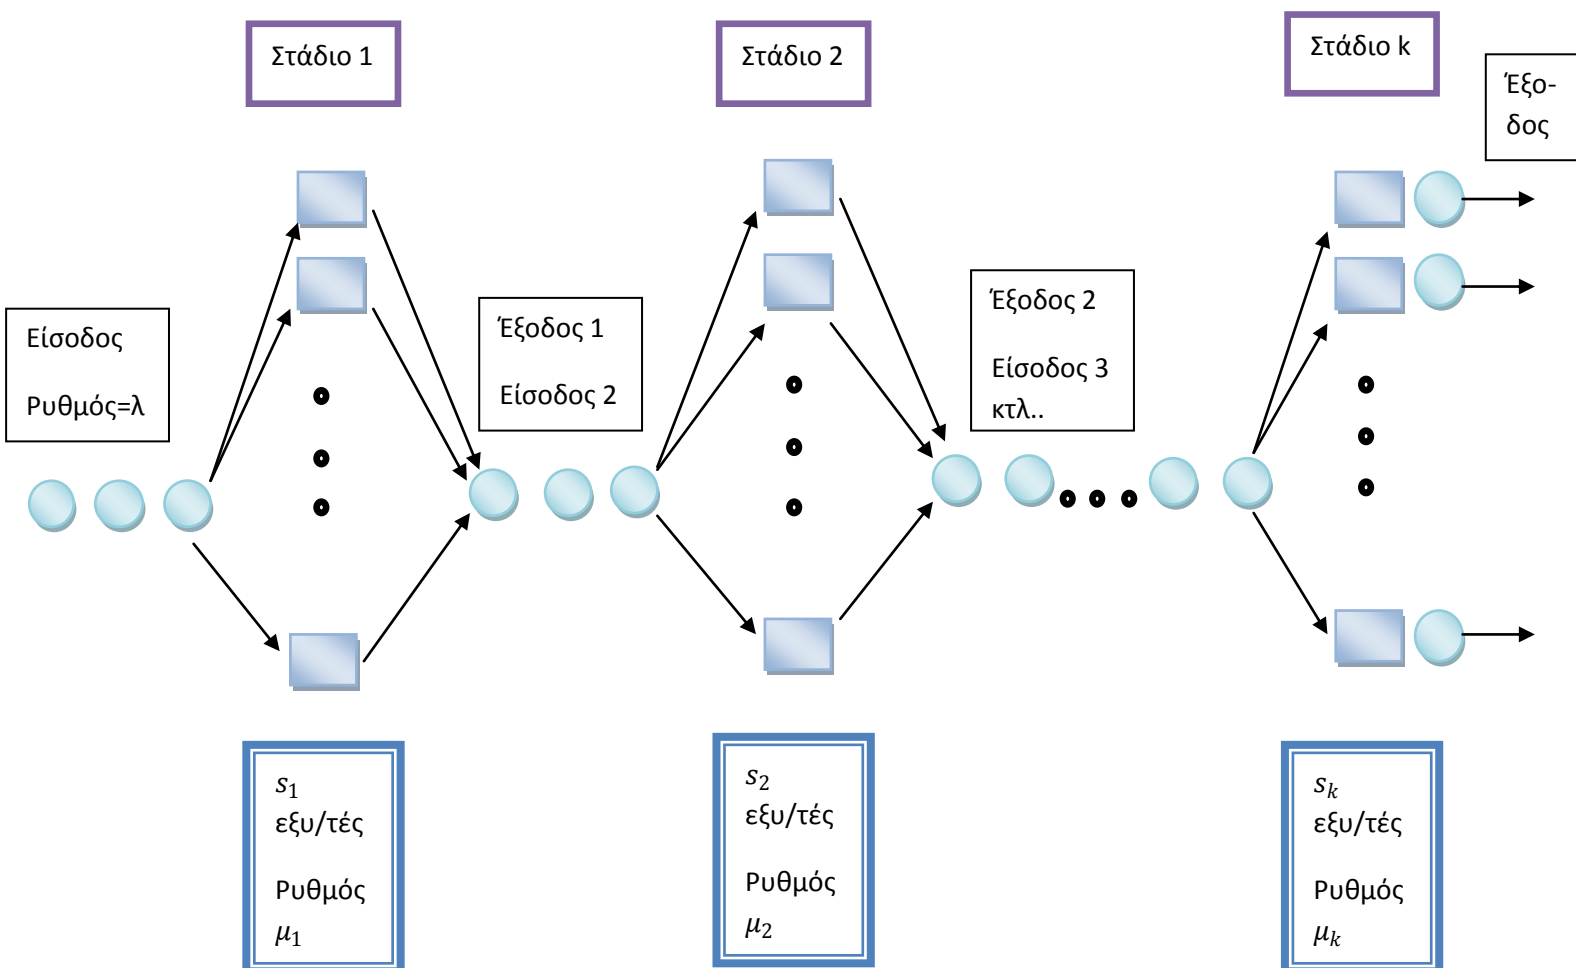 Στάδιο 1
Στάδιο 2
Στάδιο k
Έξο-
δος
Είσοδος
Ρυθμός=λ
Έξοδος 1
Είσοδος 2
Έξοδος 2
Είσοδος 3
κτλ..
s₁
εξυ/τές
Ρυθμός
μ₁
s₂
εξυ/τές
Ρυθμός
μ₂
sₖ
εξυ/τές
Ρυθμός
μₖ